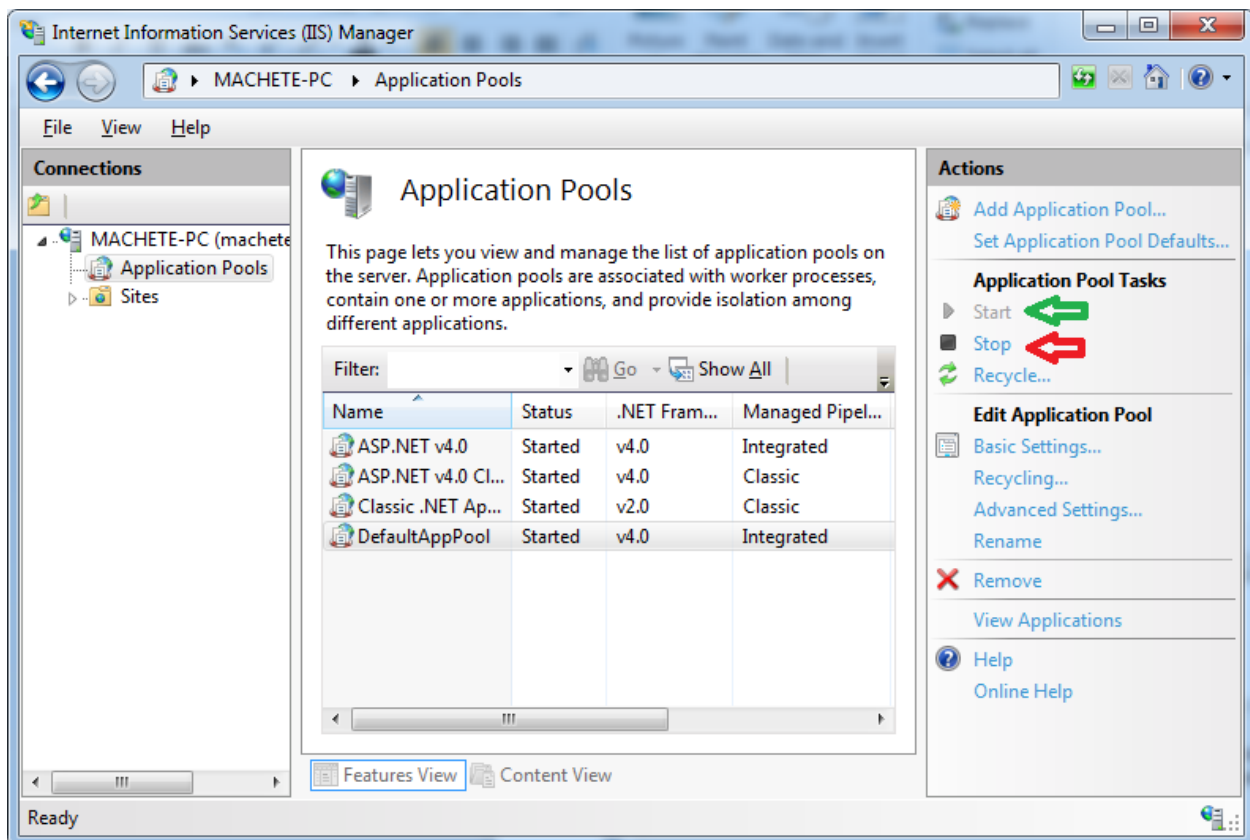 Internet Information Services (IIS) Manager
MACHETE-PC Application Pools
File View Help
Connections
MACHETE-PC (machete
Application Pools
Sites
Application Pools
This page lets you view and manage the list of application pools on
the server. Application pools are associated with worker processes,
contain one or more applications, and provide isolation among
different applications.
Filter: Go Show All
Name Status .NET Fram... Managed Pipel...
ASP.NET v4.0 Started v4.0 Integrated
ASP.NET v4.0 Cl... Started v4.0 Classic
Classic .NET Ap... Started v2.0 Classic
DefaultAppPool Started v4.0 Integrated
Features View Content View
Actions
Add Application Pool...
Set Application Pool Defaults...
Application Pool Tasks
Start
Stop
Recycle...
Edit Application Pool
Basic Settings...
Recycling...
Advanced Settings...
Rename
Remove
View Applications
Help
Online Help
Ready